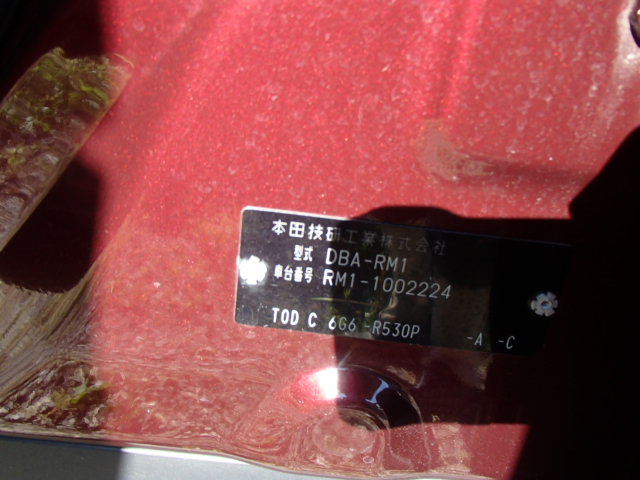 本田技研工業株式会社
型式 DBA-RM1
車台番号 RM1-1002224
TOD C 6G6 -R530P -A -C